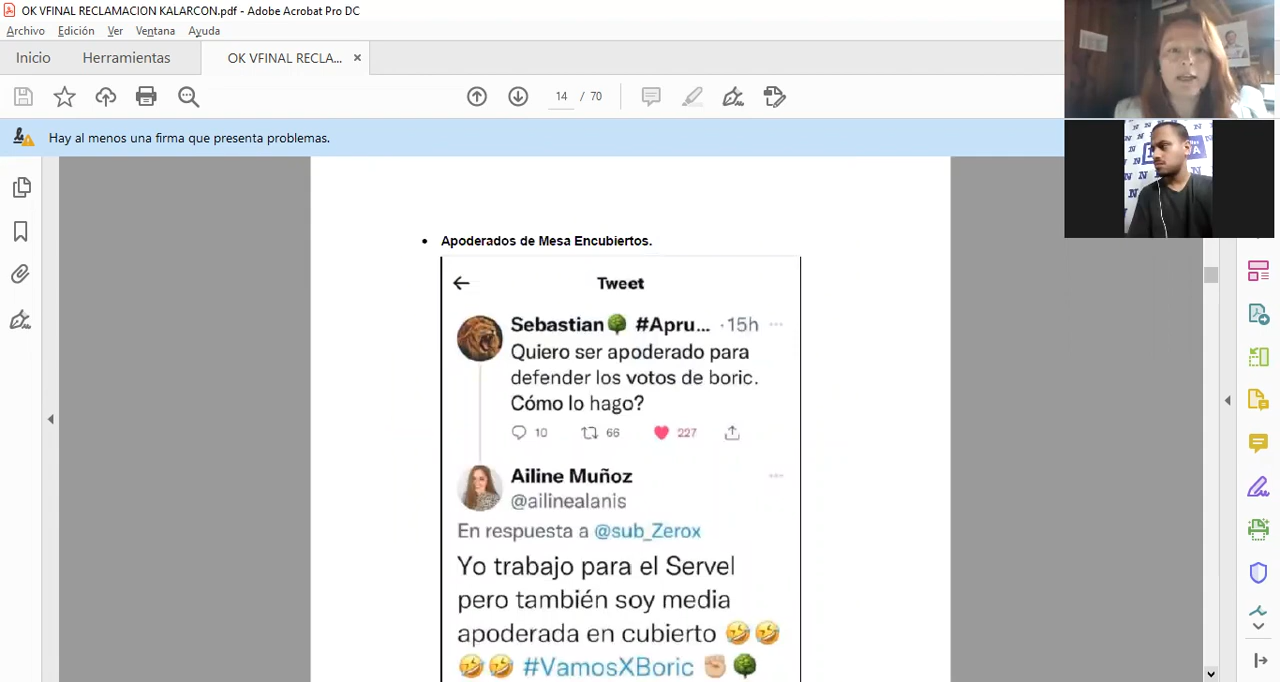 OK VFINAL RECLAMACION KALARCON.pdf - Adobe Acrobat Pro DC
Archivo Edición Ver Ventana Ayuda
Inicio Herramientas OK VFINAL RECLA... ×
14 / 70
Hay al menos una firma que presenta problemas.
• Apoderados de Mesa Encubiertos.
Tweet
Sebastian🌳 #Apru... · 15h
Quiero ser apoderado para
defender los votos de boric.
Cómo lo hago?
10 66 227
Ailine Muñoz
@ailinealanis
En respuesta a @sub_Zerox
Yo trabajo para el Servel
pero también soy media
apoderada en cubierto 🤣🤣
🤣🤣 #VamosXBoric ✊🏼🌳